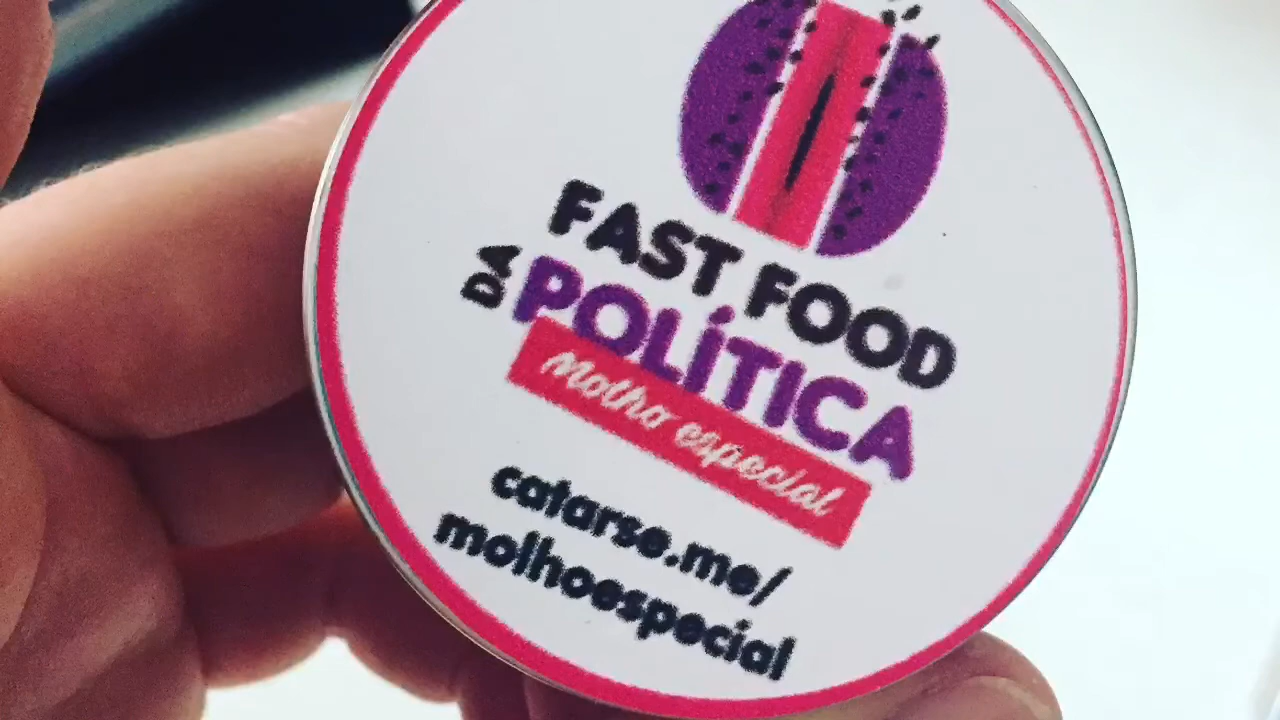 FAST FOOD
DA POLÍTICA
Molho especial
catarse.me/
molhoespecial